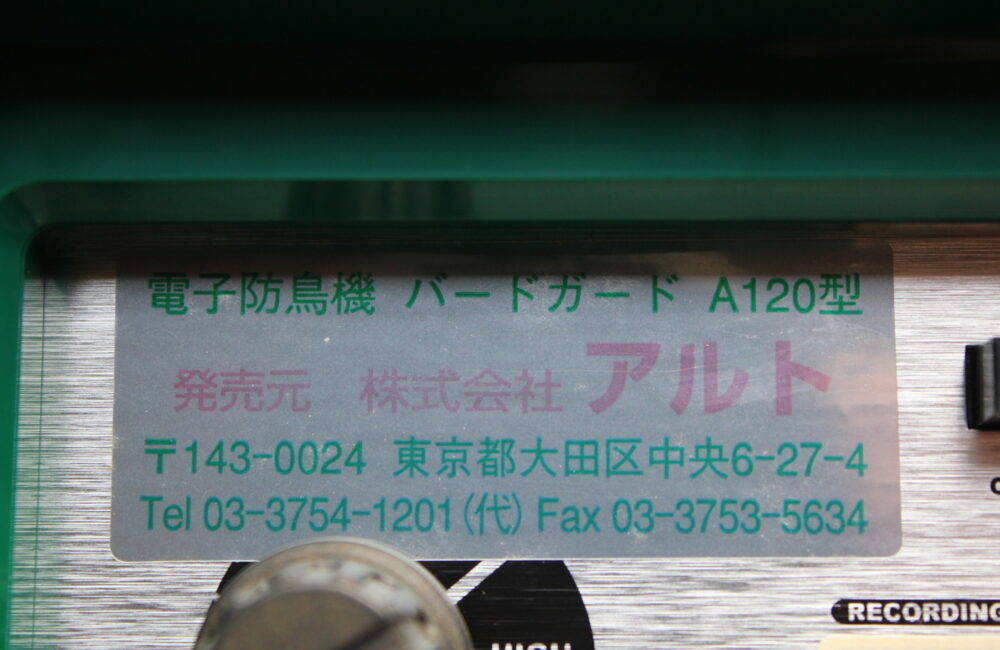 電子防鳥機 バードガード A120型
発売元 株式会社 アルト
〒143-0024 東京都大田区中央6-27-4
Tel 03-3754-1201(代) Fax 03-3753-5634
RECORDING
HIGH